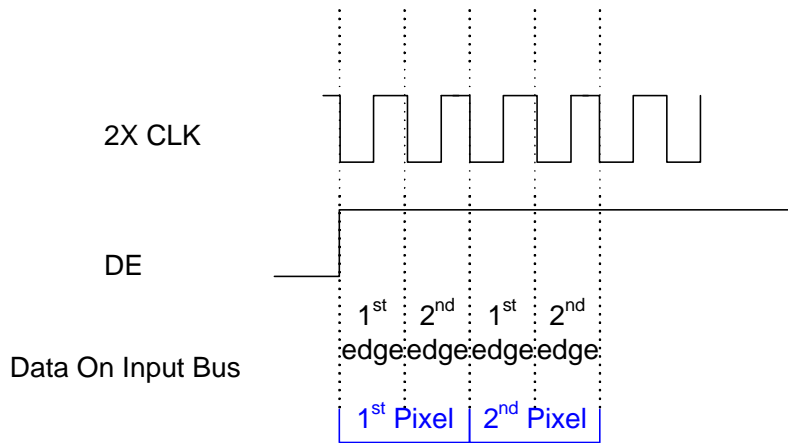 2X CLK
DE
1st 2nd 1st 2nd
edge edge edge edge
Data On Input Bus
1st Pixel 2nd Pixel